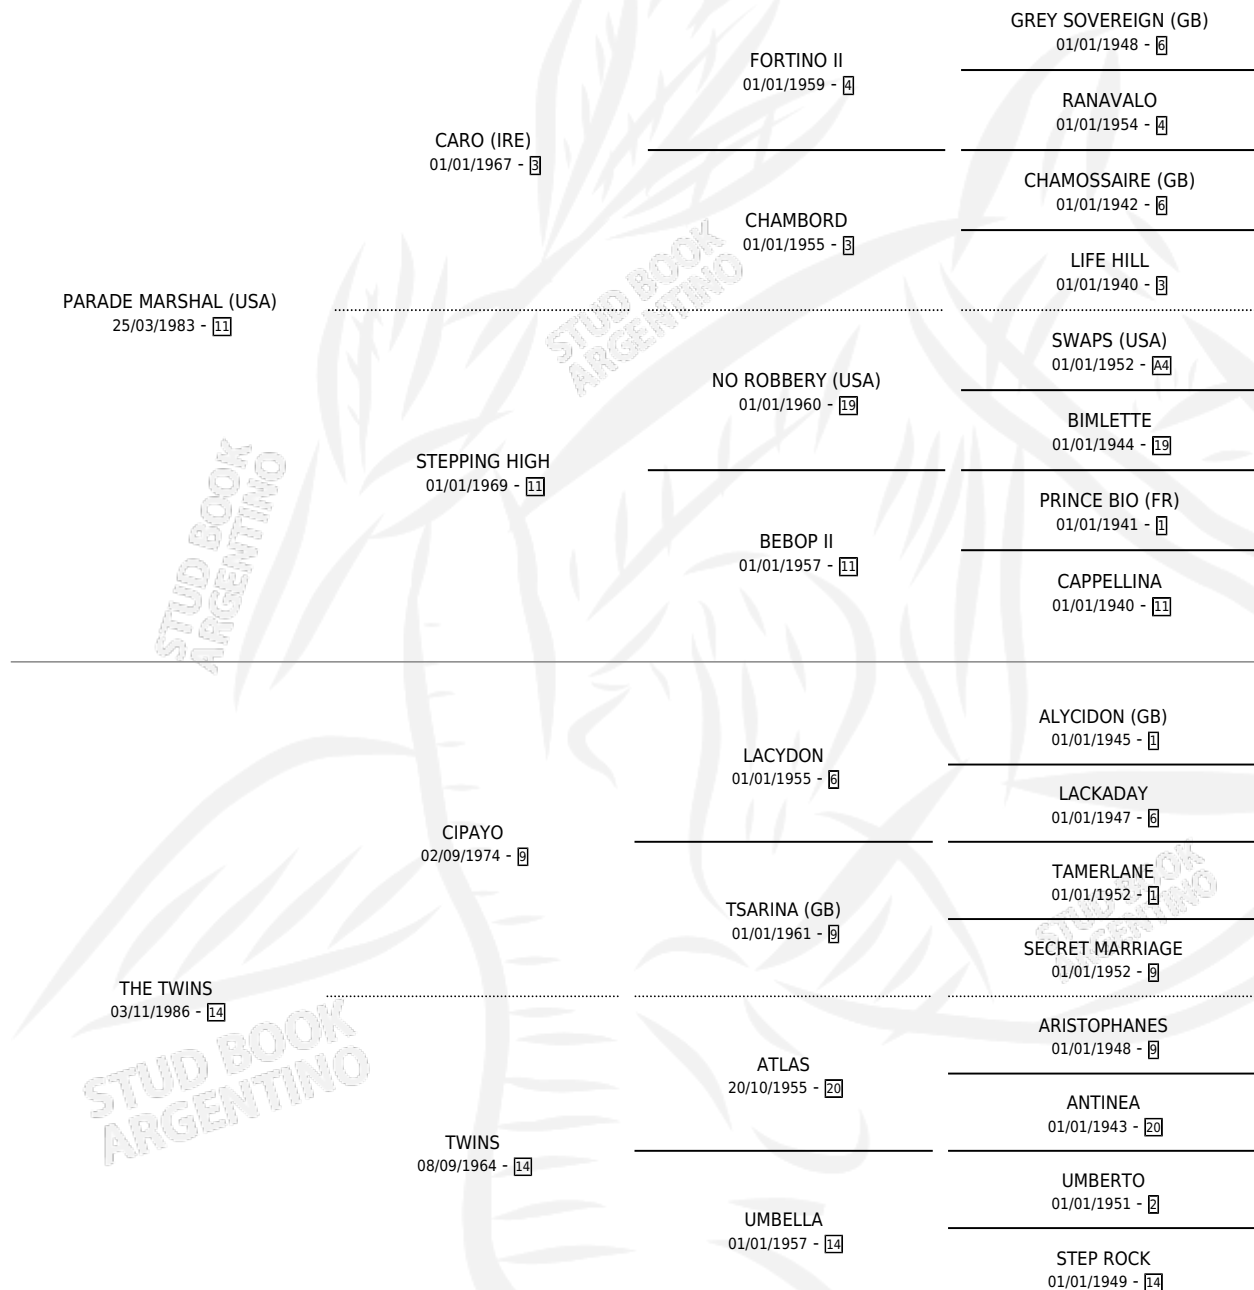 GREY SOVEREIGN (GB)
01/01/1948 - 6
FORTINO II
01/01/1959 - 4
RANAVALO
01/01/1954 - 4
CARO (IRE)
01/01/1967 - 3
CHAMOSSAIRE (GB)
01/01/1942 - 6
CHAMBORD
01/01/1955 - 3
LIFE HILL
01/01/1940 - 3
PARADE MARSHAL (USA)
25/03/1983 - 11
SWAPS (USA)
01/01/1952 - A4
NO ROBBERY (USA)
01/01/1960 - 19
BIMLETTE
01/01/1944 - 19
STEPPING HIGH
01/01/1969 - 11
PRINCE BIO (FR)
01/01/1941 - 1
BEBOP II
01/01/1957 - 11
CAPPELLINA
01/01/1940 - 11
ALYCIDON (GB)
01/01/1945 - 1
LACYDON
01/01/1955 - 6
LACKADAY
01/01/1947 - 6
CIPAYO
02/09/1974 - 9
TAMERLANE
01/01/1952 - 1
TSARINA (GB)
01/01/1961 - 9
SECRET MARRIAGE
01/01/1952 - 9
THE TWINS
03/11/1986 - 14
ARISTOPHANES
01/01/1948 - 9
ATLAS
20/10/1955 - 20
ANTINEA
01/01/1943 - 20
TWINS
08/09/1964 - 14
UMBERTO
01/01/1951 - 2
UMBELLA
01/01/1957 - 14
STEP ROCK
01/01/1949 - 14
STUD BOOK
ARGENTINO
STUD BOOK
ARGENTINO
STUD BOOK
ARGENTINO
STUD BOOK
ARGENTINO